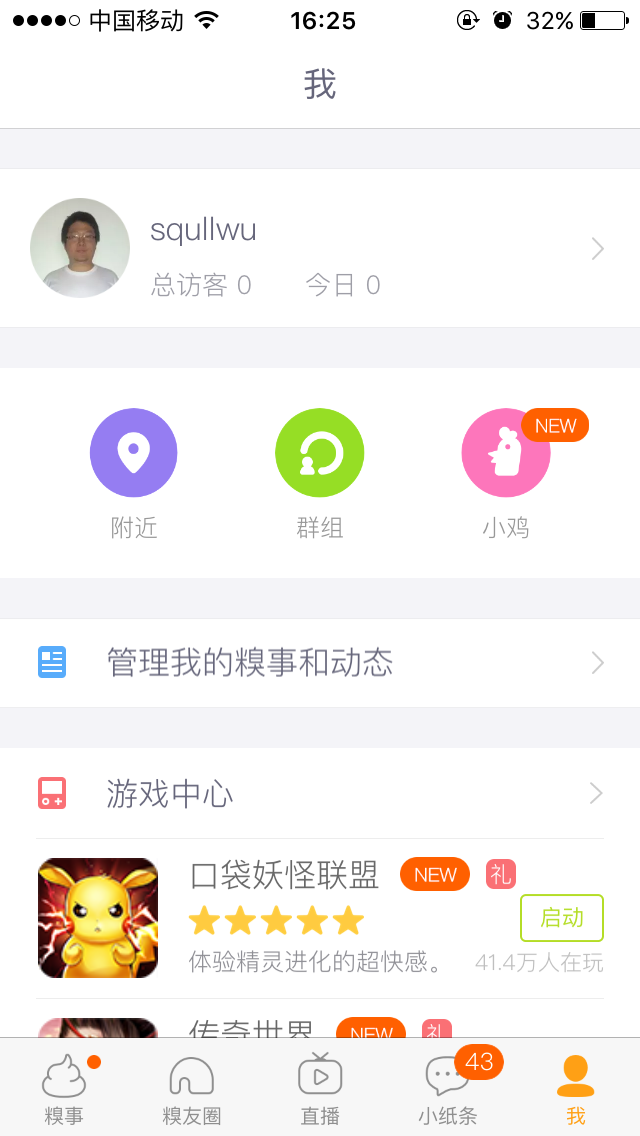 中国移动 16:25 32%
我
squllwu
总访客 0 今日 0
NEW
附近 群组 小鸡
管理我的糗事和动态
游戏中心
口袋妖怪联盟 NEW 礼
启动
体验精灵进化的超快感。 41.4万人在玩
传奇世界 NEW 礼
43
糗事 糗友圈 直播 小纸条 我